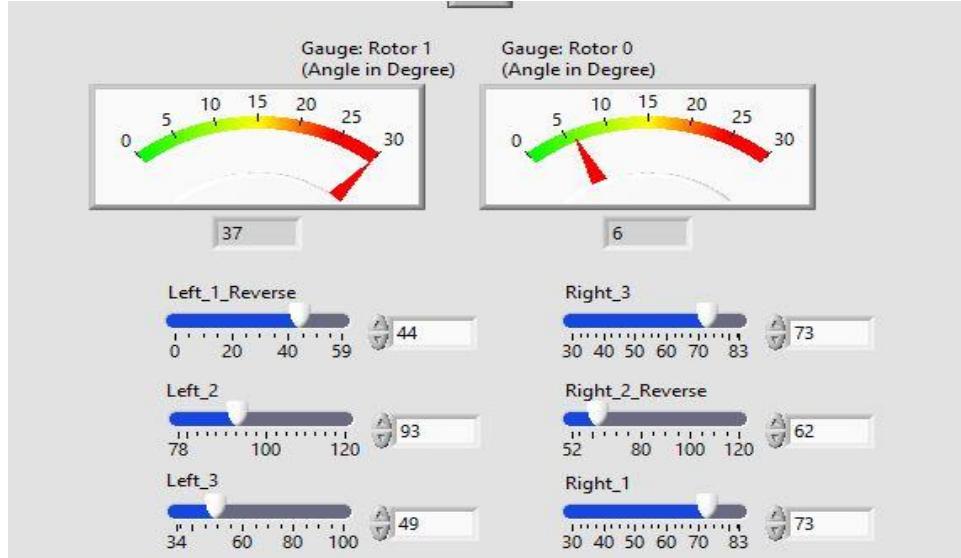 Gauge: Rotor 1
(Angle in Degree)
Gauge: Rotor 0
(Angle in Degree)
0 5 10 15 20 25 30
0 5 10 15 20 25 30
37
6
Left_1_Reverse
44
0 20 40 59
Right_3
73
30 40 50 60 70 83
Left_2
93
78 100 120
Right_2_Reverse
62
52 80 100 120
Left_3
49
34 60 80 100
Right_1
73
30 40 50 60 70 83